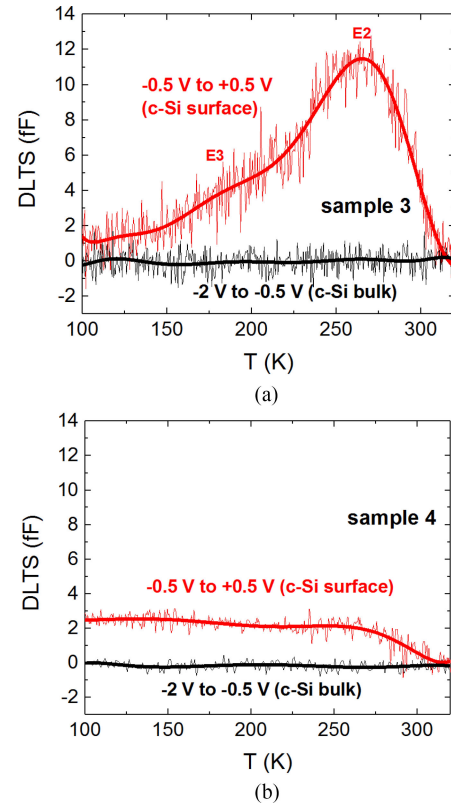 14
12
10
8
6
4
2
0
-2
DLTS (fF)
E2
-0.5 V to +0.5 V
(c-Si surface)
E3
sample 3
-2 V to -0.5 V (c-Si bulk)
100 150 200 250 300
T (K)
(a)
14
12
10
8
6
4
2
0
-2
DLTS (fF)
sample 4
-0.5 V to +0.5 V (c-Si surface)
-2 V to -0.5 V (c-Si bulk)
100 150 200 250 300
T (K)
(b)